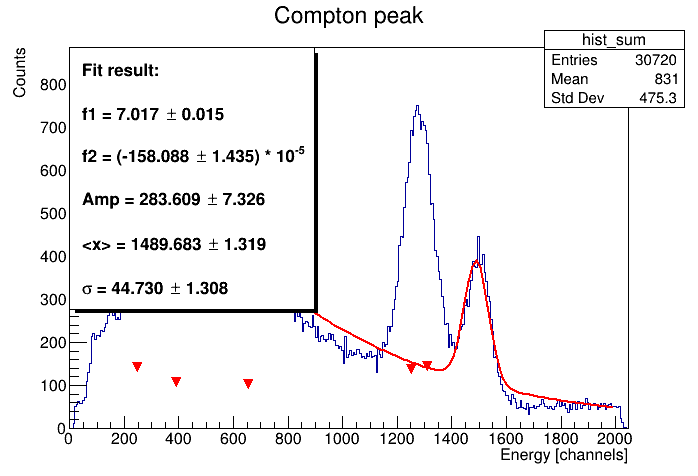 Compton peak
Counts
hist_sum
Entries 30720
Mean 831
Std Dev 475.3
Fit result:
f1 = 7.017 ± 0.015
f2 = (-158.088 ± 1.435) * 10^-5
Amp = 283.609 ± 7.326
<x> = 1489.683 ± 1.319
σ = 44.730 ± 1.308
800
700
600
500
400
300
200
100
0
0 200 400 600 800 1000 1200 1400 1600 1800 2000
Energy [channels]